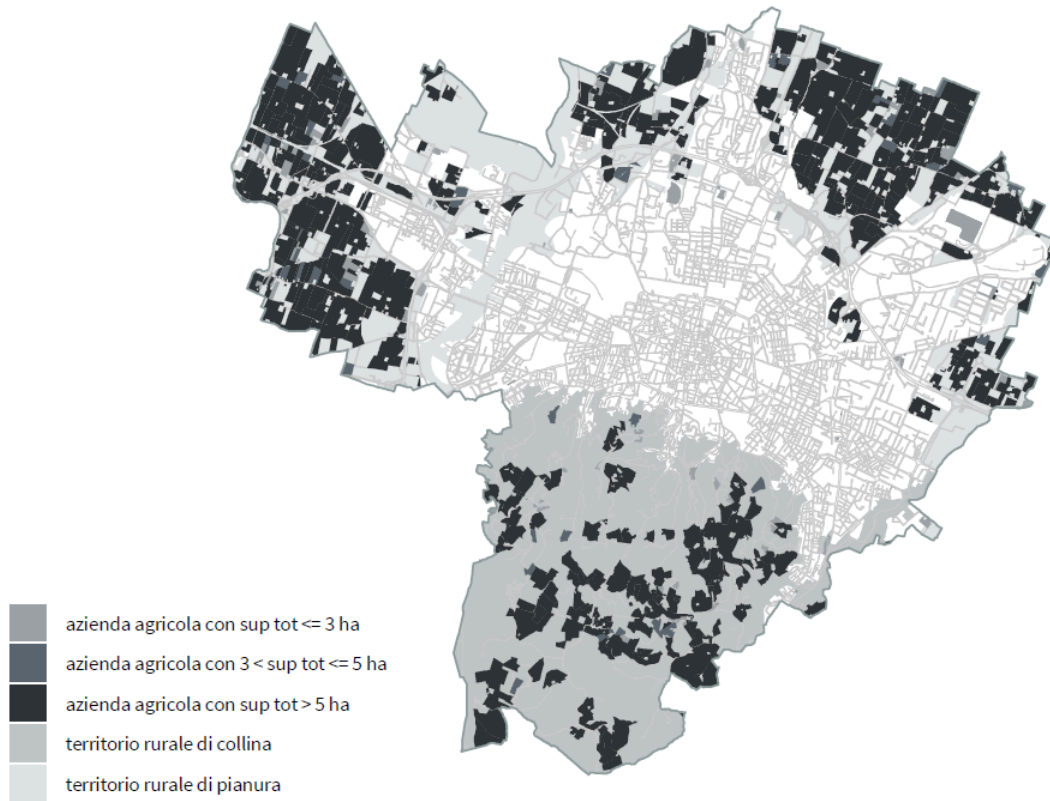 azienda agricola con sup tot <= 3 ha
azienda agricola con 3 < sup tot <= 5 ha
azienda agricola con sup tot > 5 ha
territorio rurale di collina
territorio rurale di pianura